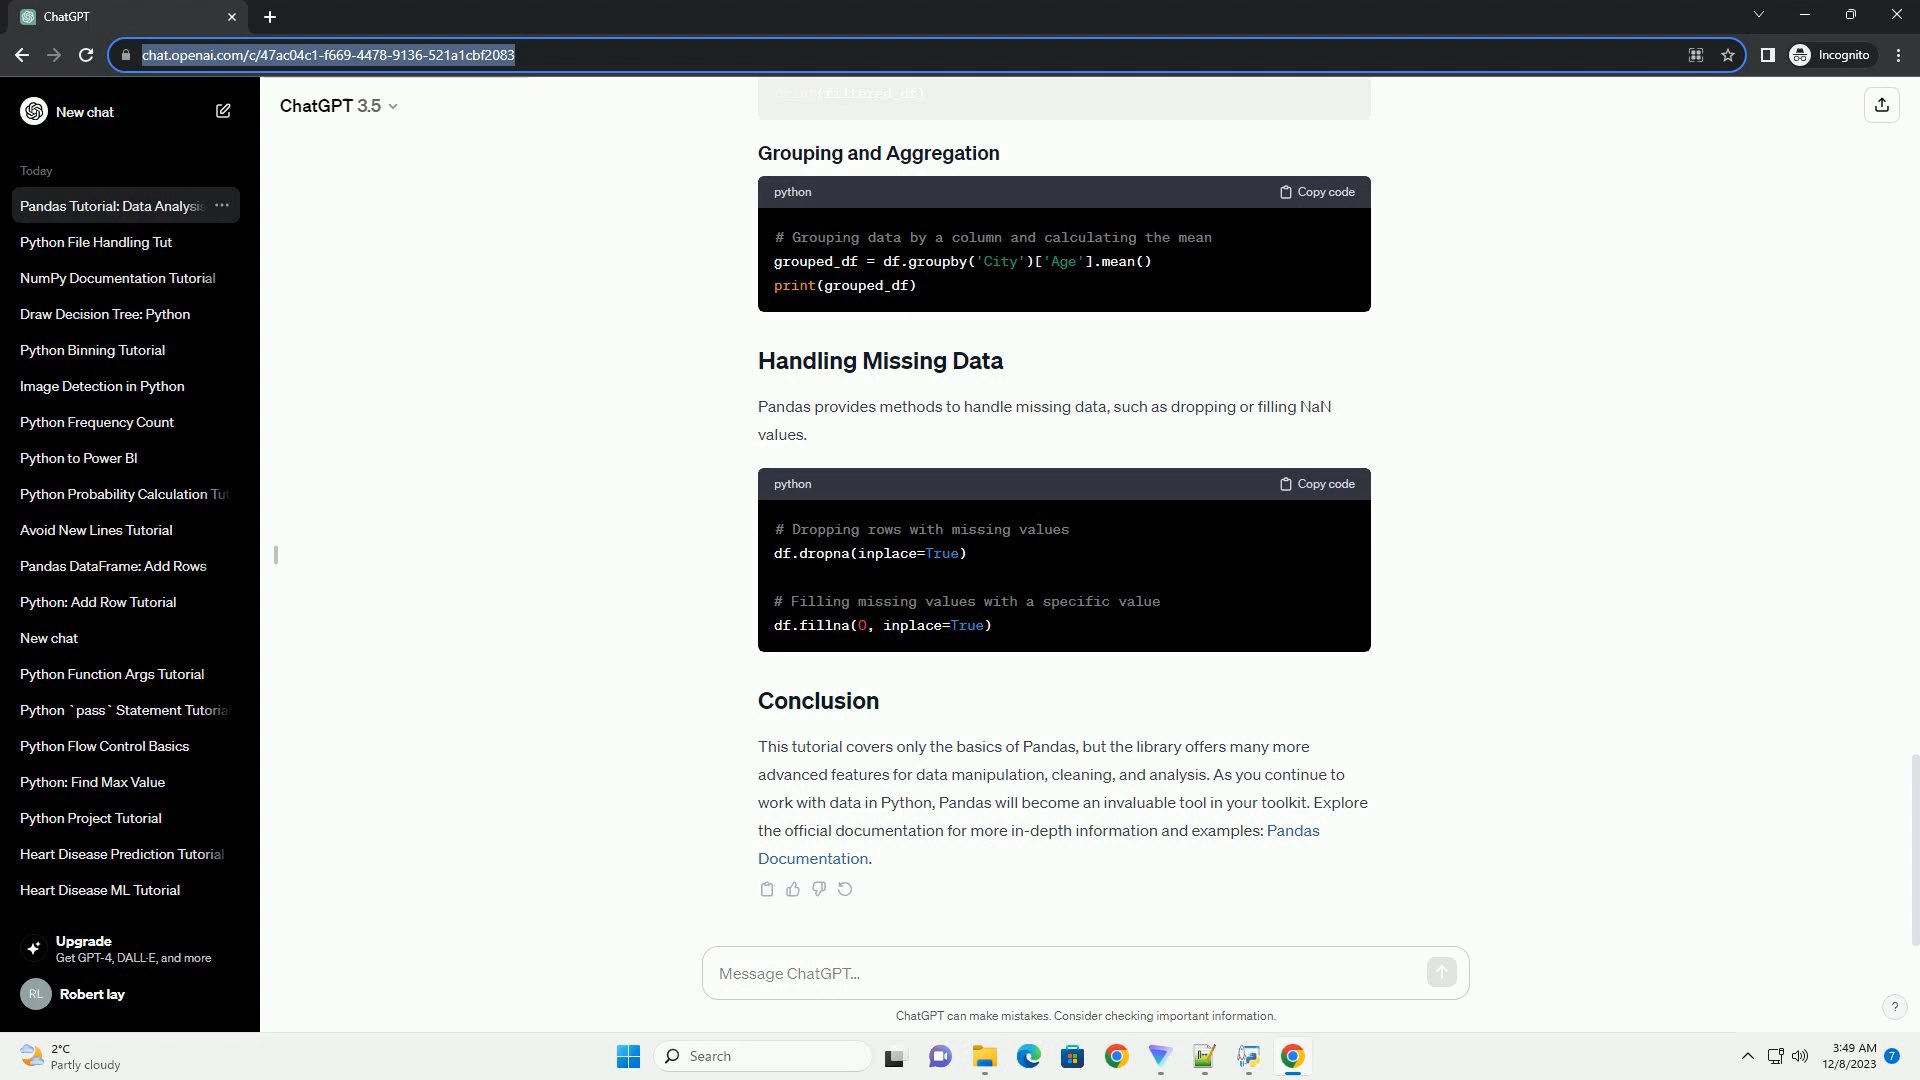 ChatGPT
chat.openai.com/c/47ac04c1-f669-4478-9136-521a1cbf2083
Incognito
New chat
Today
Pandas Tutorial: Data Analysis
Python File Handling Tut
NumPy Documentation Tutorial
Draw Decision Tree: Python
Python Binning Tutorial
Image Detection in Python
Python Frequency Count
Python to Power BI
Python Probability Calculation Tut
Avoid New Lines Tutorial
Pandas DataFrame: Add Rows
Python: Add Row Tutorial
New chat
Python Function Args Tutorial
Python `pass` Statement Tutoria
Python Flow Control Basics
Python: Find Max Value
Python Project Tutorial
Heart Disease Prediction Tutorial
Heart Disease ML Tutorial
Upgrade
Get GPT-4, DALL·E, and more
RL Robert lay
ChatGPT 3.5
print(filtered_df)
Grouping and Aggregation
python Copy code
# Grouping data by a column and calculating the mean
grouped_df = df.groupby('City')['Age'].mean()
print(grouped_df)
Handling Missing Data
Pandas provides methods to handle missing data, such as dropping or filling NaN
values.
python Copy code
# Dropping rows with missing values
df.dropna(inplace=True)
# Filling missing values with a specific value
df.fillna(0, inplace=True)
Conclusion
This tutorial covers only the basics of Pandas, but the library offers many more
advanced features for data manipulation, cleaning, and analysis. As you continue to
work with data in Python, Pandas will become an invaluable tool in your toolkit. Explore
the official documentation for more in-depth information and examples: Pandas
Documentation.
Message ChatGPT...
ChatGPT can make mistakes. Consider checking important information.
?
2°C
Partly cloudy
Search
3:49 AM
12/8/2023
7